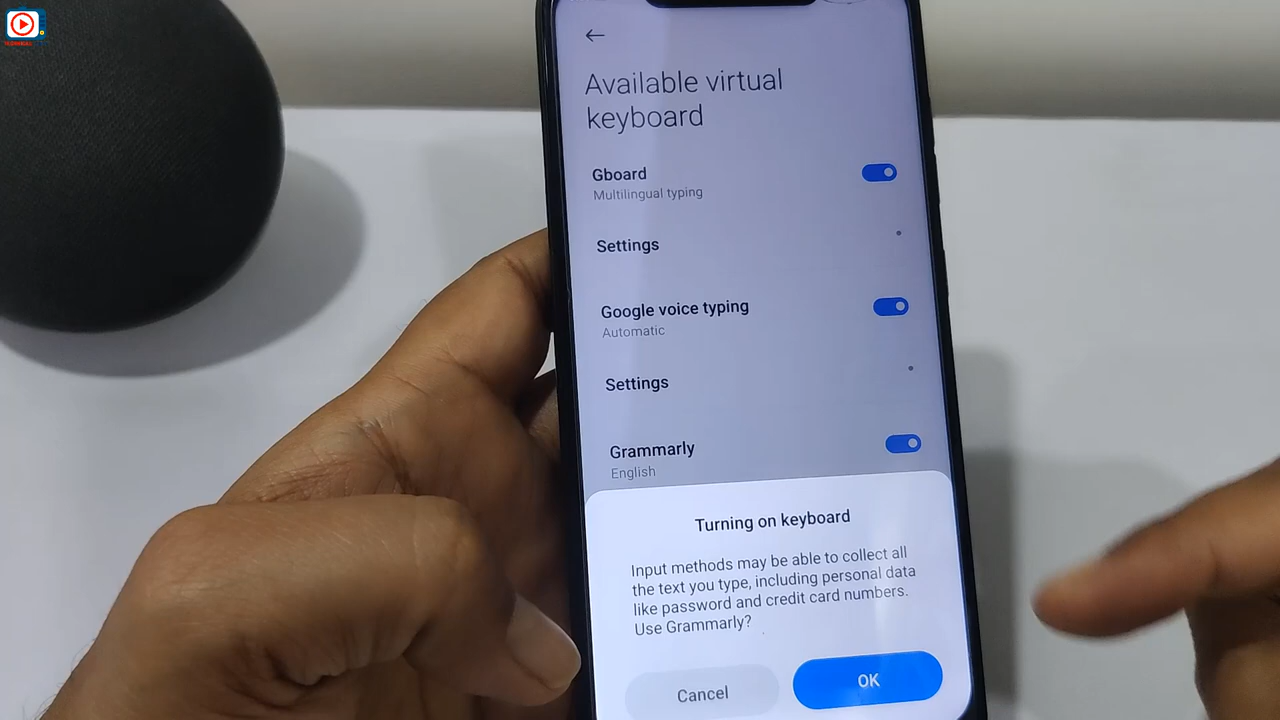 Available virtual
keyboard
Gboard
Multilingual typing
Settings
Google voice typing
Automatic
Settings
Grammarly
English
Turning on keyboard
Input methods may be able to collect all
the text you type, including personal data
like password and credit card numbers.
Use Grammarly?
Cancel
OK